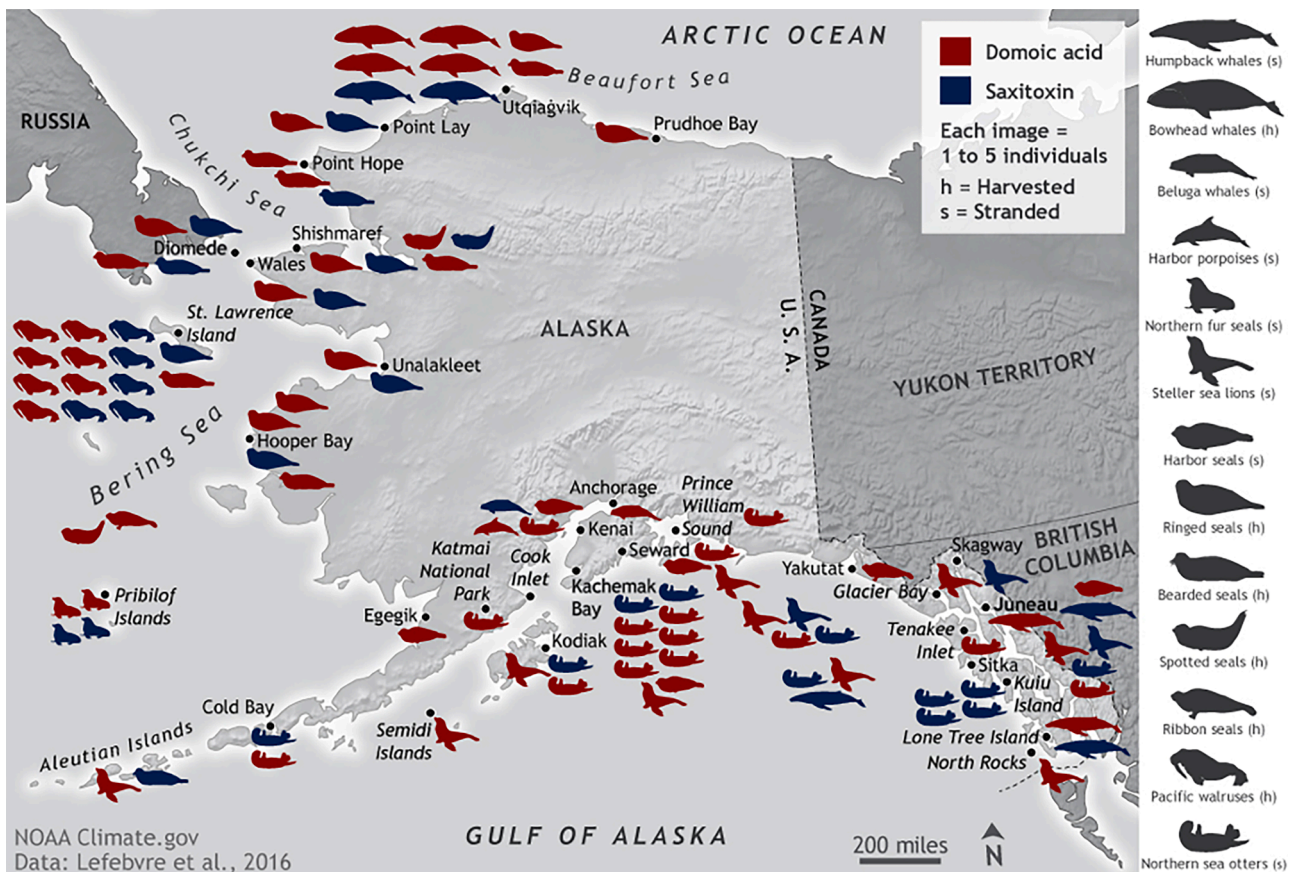 ARCTIC OCEAN
Beaufort Sea
RUSSIA
Chukchi Sea
Utqiaġvik
Point Lay
Prudhoe Bay
Point Hope
Shishmaref
Diomede
Wales
St. Lawrence
Island
ALASKA
CANADA
U. S. A.
YUKON TERRITORY
Unalakleet
Bering Sea
Hooper Bay
Anchorage
Prince
William
Sound
Kenai
Seward
Katmai
National
Park
Cook
Inlet
Kachemak
Bay
BRITISH
COLUMBIA
Skagway
Yakutat
Glacier Bay
Juneau
Pribilof
Islands
Egegik
Kodiak
Tenakee
Inlet
Sitka
Kuiu
Island
Cold Bay
Semidi
Islands
Lone Tree Island
North Rocks
Aleutian Islands
GULF OF ALASKA
200 miles
N
NOAA Climate.gov
Data: Lefebvre et al., 2016
Domoic acid
Saxitoxin
Each image =
1 to 5 individuals
h = Harvested
s = Stranded
Humpback whales (s)
Bowhead whales (h)
Beluga whales (s)
Harbor porpoises (s)
Northern fur seals (s)
Steller sea lions (s)
Harbor seals (s)
Ringed seals (h)
Bearded seals (h)
Spotted seals (h)
Ribbon seals (h)
Pacific walruses (h)
Northern sea otters (s)